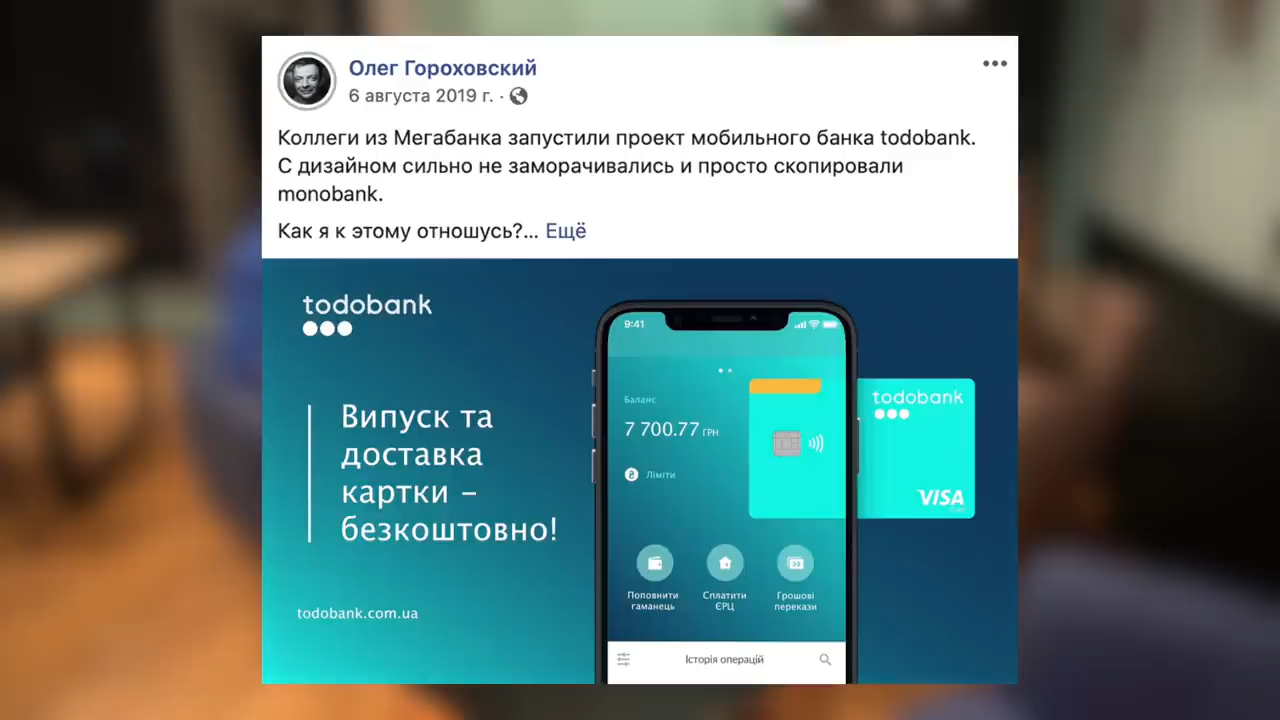 Олег Гороховский
6 августа 2019 г. ·
Коллеги из Мегабанка запустили проект мобильного банка todobank.
С дизайном сильно не заморачивались и просто скопировали
monobank.
Как я к этому отношусь?... Ещё
todobank
Випуск та
доставка
картки –
безкоштовно!
todobank.com.ua
9:41
Баланс
7 700.77 ГРН
Ліміти
todobank
VISA
Поповнити
гаманець
Сплатити
ЄРЦ
Грошові
перекази
Історія операцій